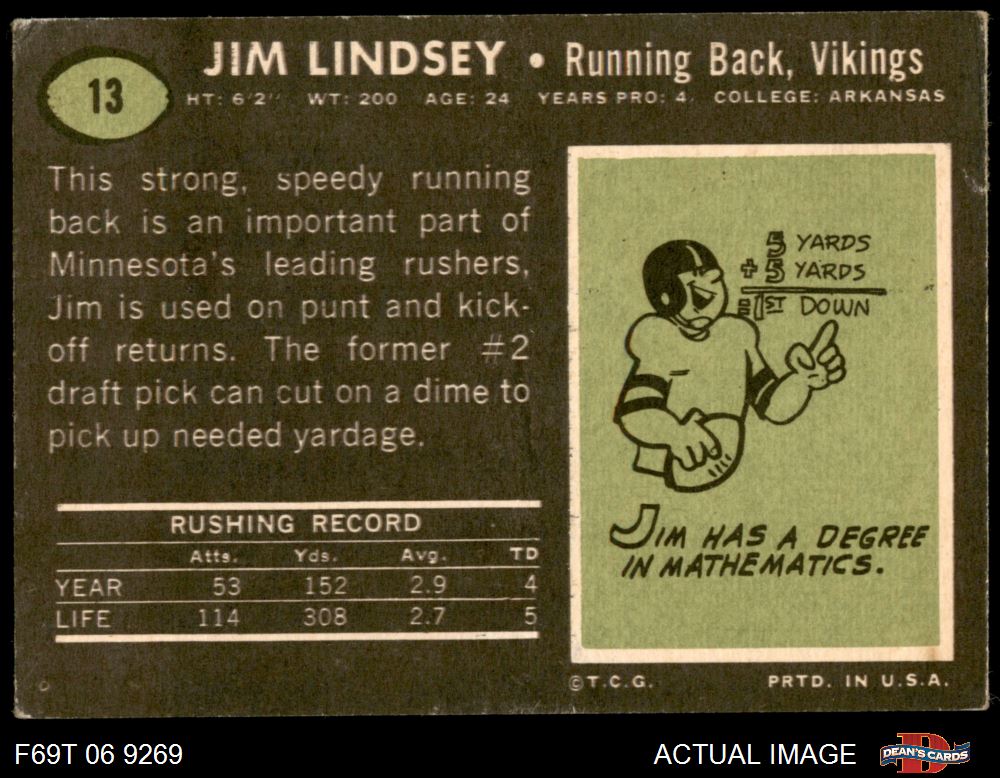 13
JIM LINDSEY • Running Back, Vikings
HT: 6'2" WT: 200 AGE: 24 YEARS PRO: 4 COLLEGE: ARKANSAS
This strong, speedy running
back is an important part of
Minnesota's leading rushers,
Jim is used on punt and kick-
off returns. The former #2
draft pick can cut on a dime to
pick up needed yardage.
RUSHING RECORD
Atts. Yds. Avg. TD
YEAR 53 152 2.9 4
LIFE 114 308 2.7 5
5 YARDS
+ 5 YARDS
=1ST DOWN
JIM HAS A DEGREE
IN MATHEMATICS.
©T.C.G. PRTD. IN U.S.A.
F69T 06 9269 ACTUAL IMAGE DEAN'S CARDS